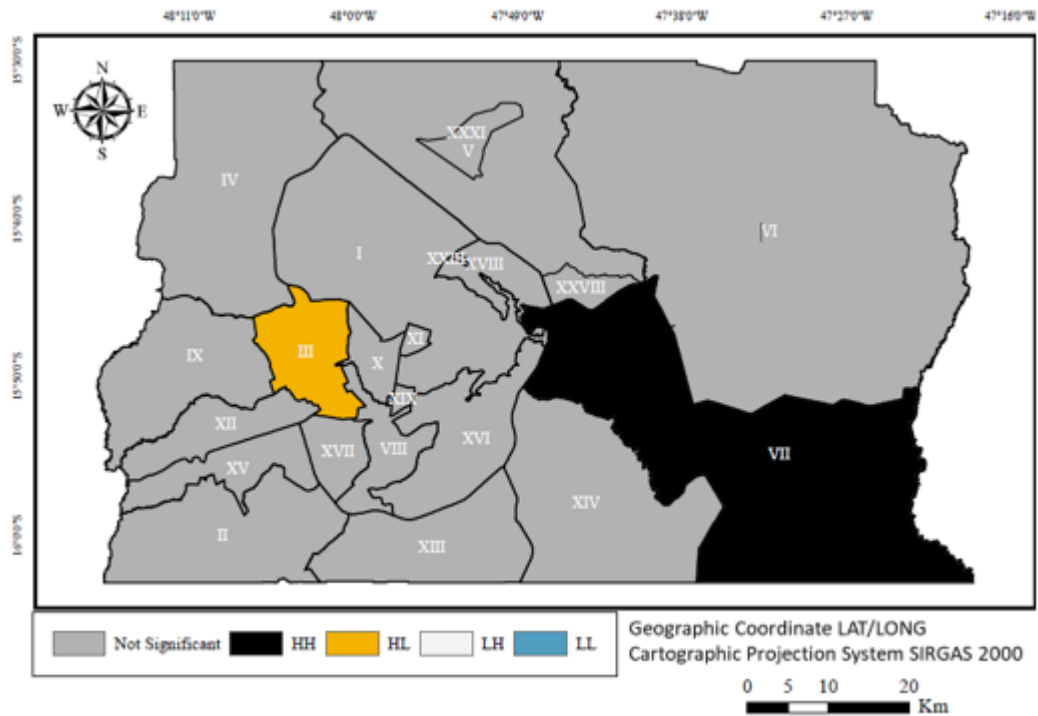 48°11'0"W 48°0'0"W 47°49'0"W 47°38'0"W 47°27'0"W 47°16'0"W
15°30'0"S
N
W E
S
XXXI
V
IV
15°40'0"S
VI
I
XXIII XVIII
XXVIII
XI
III
IX
X
15°50'0"S
XIX
XII
XVII VIII XVI
VII
XV
XIV
II
XIII
16°0'0"S
Not Significant HH HL LH LL
Geographic Coordinate LAT/LONG
Cartographic Projection System SIRGAS 2000
0 5 10 20
Km